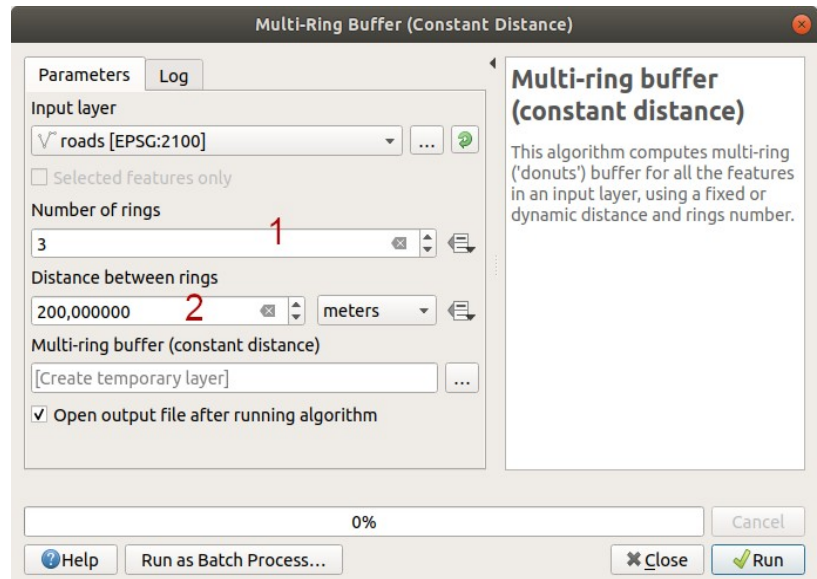 Multi-Ring Buffer (Constant Distance)
Parameters
Log
Input layer
roads [EPSG:2100]
...
Selected features only
Number of rings
1
3
Distance between rings
200,000000
2
meters
Multi-ring buffer (constant distance)
[Create temporary layer]
...
Open output file after running algorithm
Multi-ring buffer
(constant distance)
This algorithm computes multi-ring
('donuts') buffer for all the features
in an input layer, using a fixed or
dynamic distance and rings number.
0%
Cancel
Help
Run as Batch Process...
Close
Run